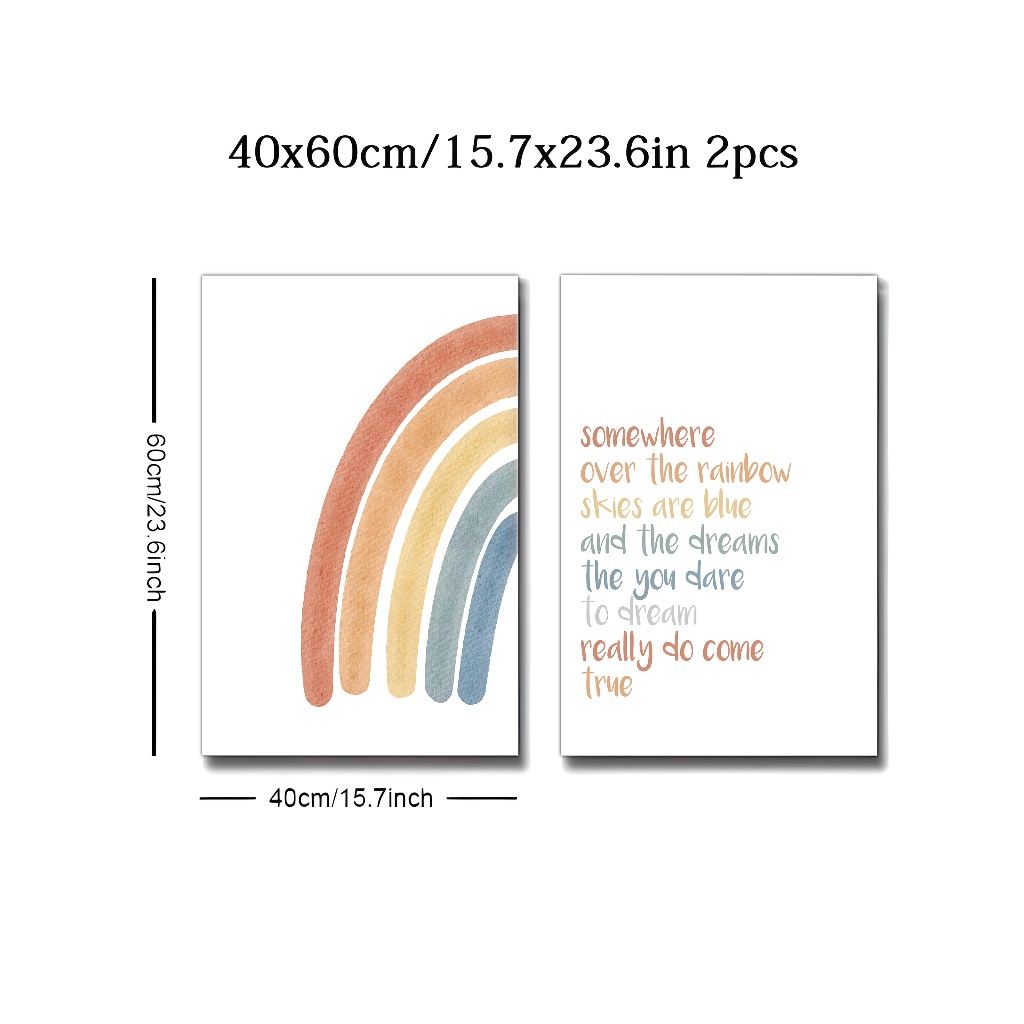 40x60cm/15.7x23.6in 2pcs
60cm/23.6inch
somewhere
over the rainbow
skies are blue
and the dreams
the you dare
to dream
really do come
true
40cm/15.7inch